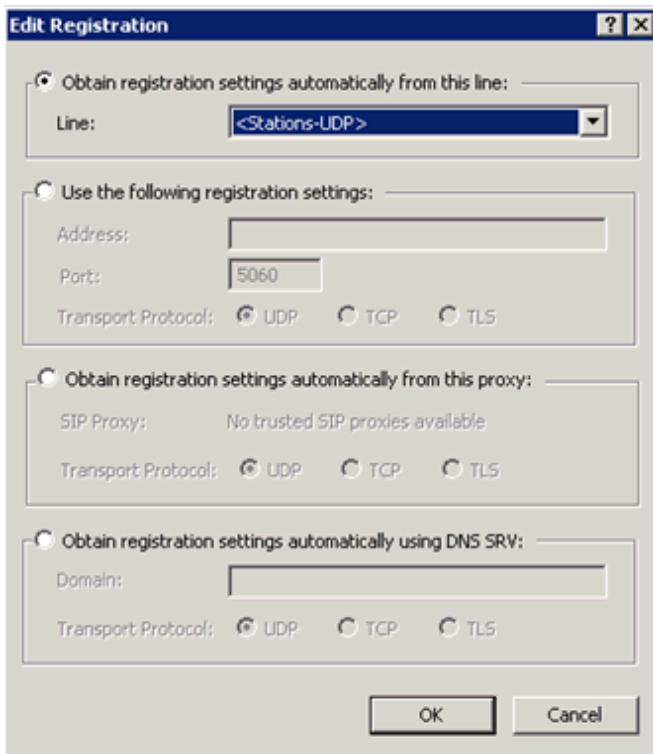 Edit Registration
Obtain registration settings automatically from this line:
Line: <Stations-UDP>
Use the following registration settings:
Address:
Port: 5060
Transport Protocol: UDP TCP TLS
Obtain registration settings automatically from this proxy:
SIP Proxy: No trusted SIP proxies available
Transport Protocol: UDP TCP TLS
Obtain registration settings automatically using DNS SRV:
Domain:
Transport Protocol: UDP TCP TLS
OK Cancel